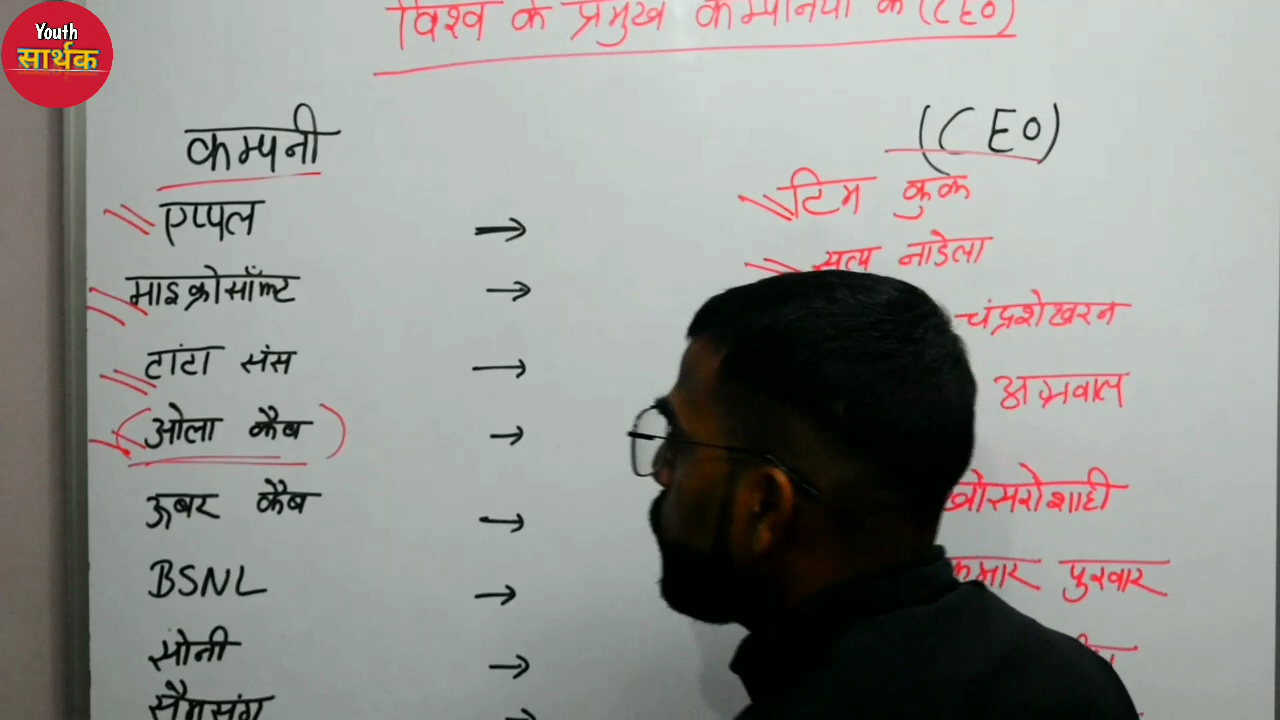 Youth
सार्थक
विश्व के प्रमुख कम्पनियों के (CEO)
कम्पनी (CEO)
एप्पल → टिम कुक
माइक्रोसॉफ्ट → सत्य नाडेला
टांटा संस → चंद्रशेखरन
(ओला कैब) → अग्रवाल
ऊबर कैब → खोसरोशाही
BSNL → कुमार पुरवार
सोनी →
सैमसंग →